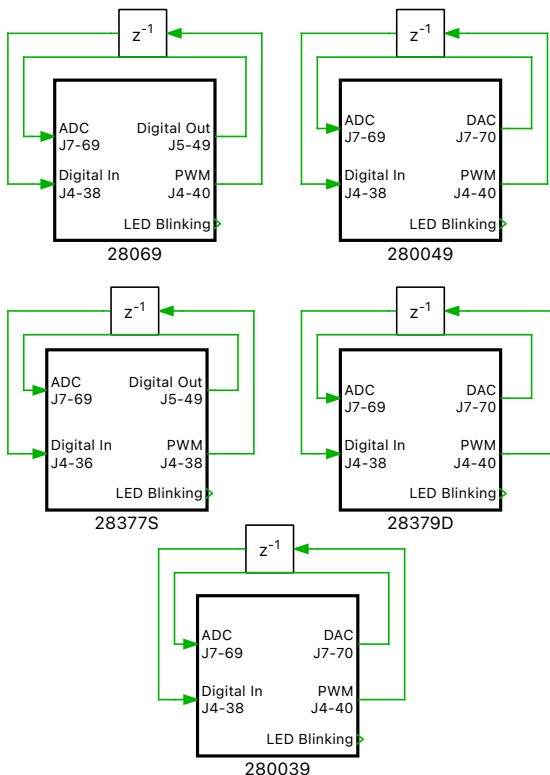 z⁻¹
ADC Digital Out
J7-69 J5-49
Digital In PWM
J4-38 J4-40
LED Blinking
28069
z⁻¹
ADC DAC
J7-69 J7-70
Digital In PWM
J4-38 J4-40
LED Blinking
280049
z⁻¹
ADC Digital Out
J7-69 J5-49
Digital In PWM
J4-36 J4-38
LED Blinking
28377S
z⁻¹
ADC DAC
J7-69 J7-70
Digital In PWM
J4-38 J4-40
LED Blinking
28379D
z⁻¹
ADC DAC
J7-69 J7-70
Digital In PWM
J4-38 J4-40
LED Blinking
280039